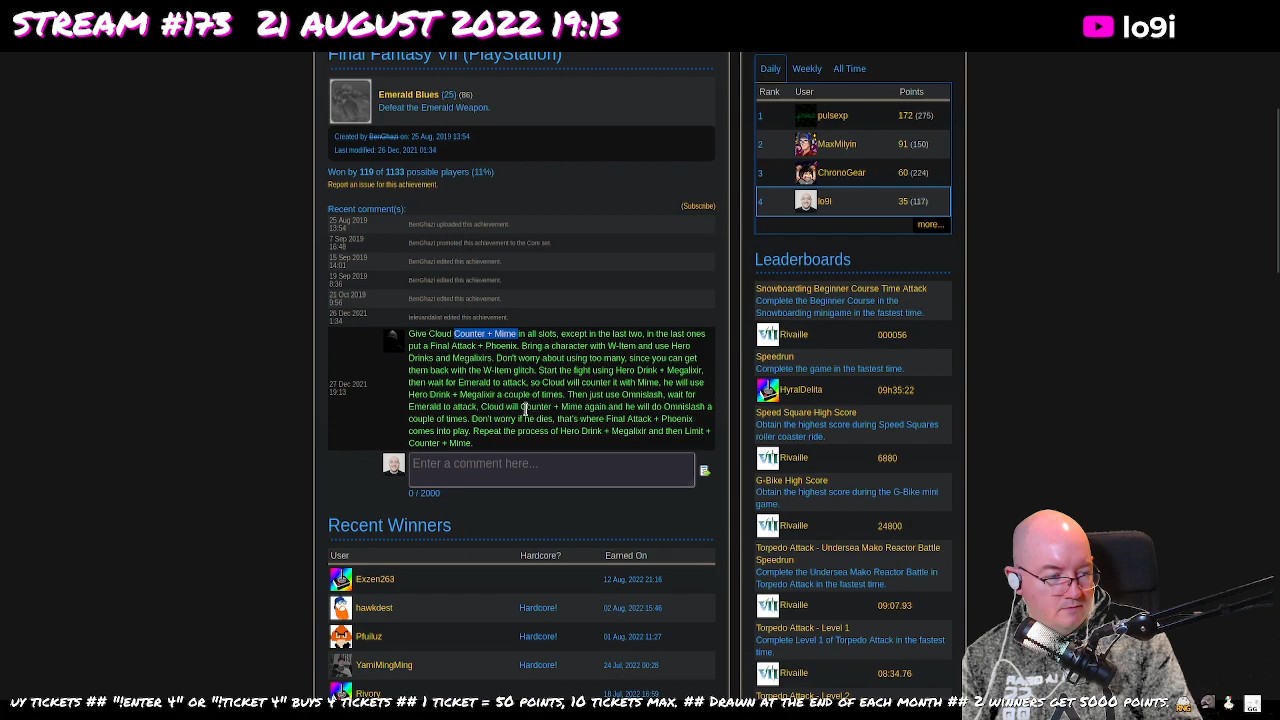 STREAM #173 21 AUGUST 2022 19:13
lo9i
Final Fantasy VII (PlayStation)
Emerald Blues (25) (86)
Defeat the Emerald Weapon.
Created by BenGhazi on: 25 Aug, 2019 13:54
Last modified: 26 Dec, 2021 01:34
Won by 119 of 1133 possible players (11%)
Report an issue for this achievement.
Recent comment(s):
(Subscribe)
25 Aug 2019
13:54
BenGhazi uploaded this achievement.
7 Sep 2019
16:48
BenGhazi promoted this achievement to the Core set.
15 Sep 2019
14:01
BenGhazi edited this achievement.
19 Sep 2019
8:36
BenGhazi edited this achievement.
21 Oct 2019
9:56
BenGhazi edited this achievement.
26 Dec 2021
1:34
televandalist edited this achievement.
27 Dec 2021
19:13
Give Cloud Counter + Mime in all slots, except in the last two, in the last ones
put a Final Attack + Phoenix. Bring a character with W-Item and use Hero
Drinks and Megalixirs. Don't worry about using too many, since you can get
them back with the W-Item glitch. Start the fight using Hero Drink + Megalixir,
then wait for Emerald to attack, so Cloud will counter it with Mime, he will use
Hero Drink + Megalixir a couple of times. Then just use Omnislash, wait for
Emerald to attack, Cloud will Counter + Mime again and he will do Omnislash a
couple of times. Don't worry if he dies, that's where Final Attack + Phoenix
comes into play. Repeat the process of Hero Drink + Megalixir and then Limit +
Counter + Mime.
Enter a comment here...
0 / 2000
Recent Winners
User Hardcore? Earned On
Exzen263 12 Aug, 2022 21:16
hawkdest Hardcore! 02 Aug, 2022 15:46
Pfuiluz Hardcore! 01 Aug, 2022 11:27
YamiMingMing Hardcore! 24 Jul, 2022 00:28
Rivory Hardcore! 18 Jul, 2022 16:59
Daily Weekly All Time
Rank User Points
1 pulsexp 172 (275)
2 MaxMilyin 91 (150)
3 ChronoGear 60 (224)
4 lo9i 35 (117)
more...
Leaderboards
Snowboarding Beginner Course Time Attack
Complete the Beginner Course in the
Snowboarding minigame in the fastest time.
Rivaille 000056
Speedrun
Complete the game in the fastest time.
HyralDelita 09h35:22
Speed Square High Score
Obtain the highest score during Speed Squares
roller coaster ride.
Rivaille 6880
G-Bike High Score
Obtain the highest score during the G-Bike mini
game.
Rivaille 24800
Torpedo Attack - Undersea Mako Reactor Battle
Speedrun
Complete the Undersea Mako Reactor Battle in
Torpedo Attack in the fastest time.
Rivaille 09:07.93
Torpedo Attack - Level 1
Complete Level 1 of Torpedo Attack in the fastest
time.
Rivaille 08:34.76
Torpedo Attack - Level 2
tickets ## "!enter 4" or "!ticket 4" buys 4 tickets ## 1 ticket = 50 points, 10 tickets max. ## Drawn at the end of each month ## 2 winners get 5000 points.
RNG
GG